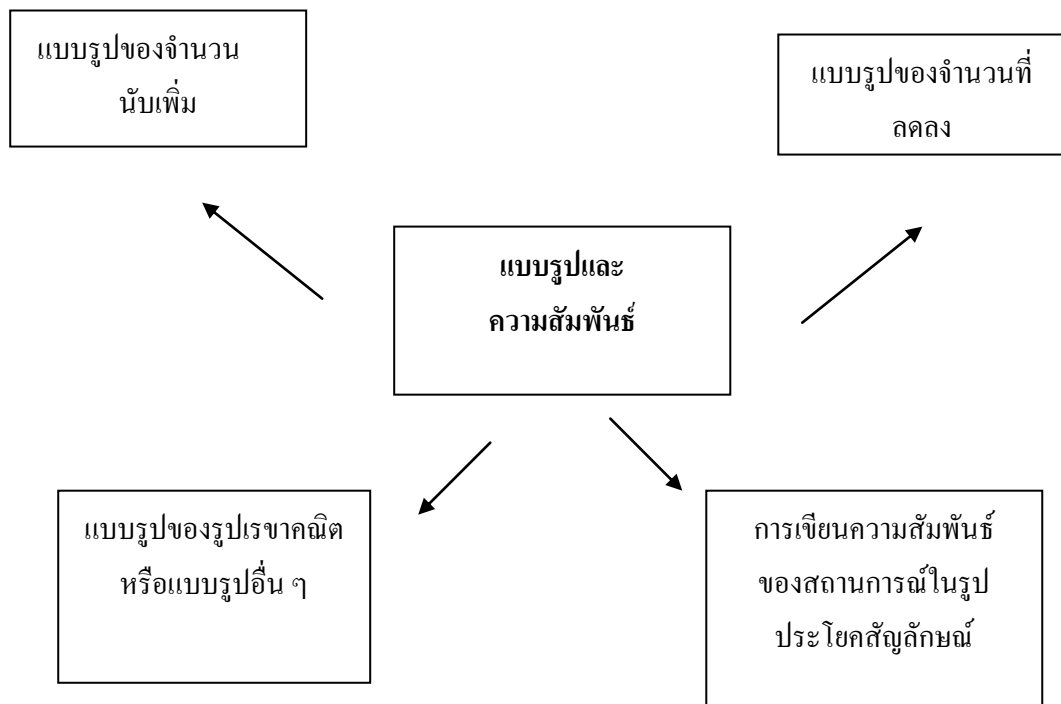 แบบรูปของจำนวน
นับเพิ่ม
แบบรูปของจำนวนที่
ลดลง
แบบรูปและ
ความสัมพันธ์
แบบรูปของรูปเรขาคณิต
หรือแบบรูปอื่น ๆ
การเขียนความสัมพันธ์
ของสถานการณ์ในรูป
ประโยคสัญลักษณ์